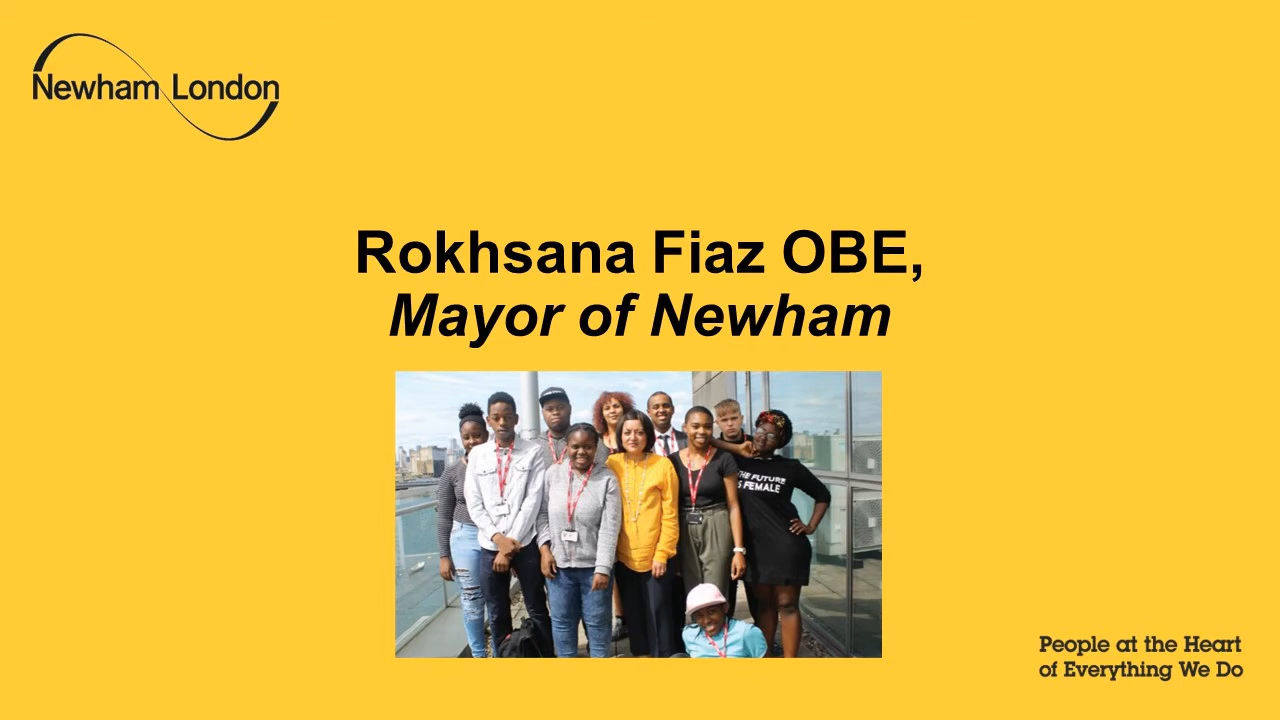 Newham London
Rokhsana Fiaz OBE,
Mayor of Newham
THE FUTURE
IS FEMALE
People at the Heart
of Everything We Do